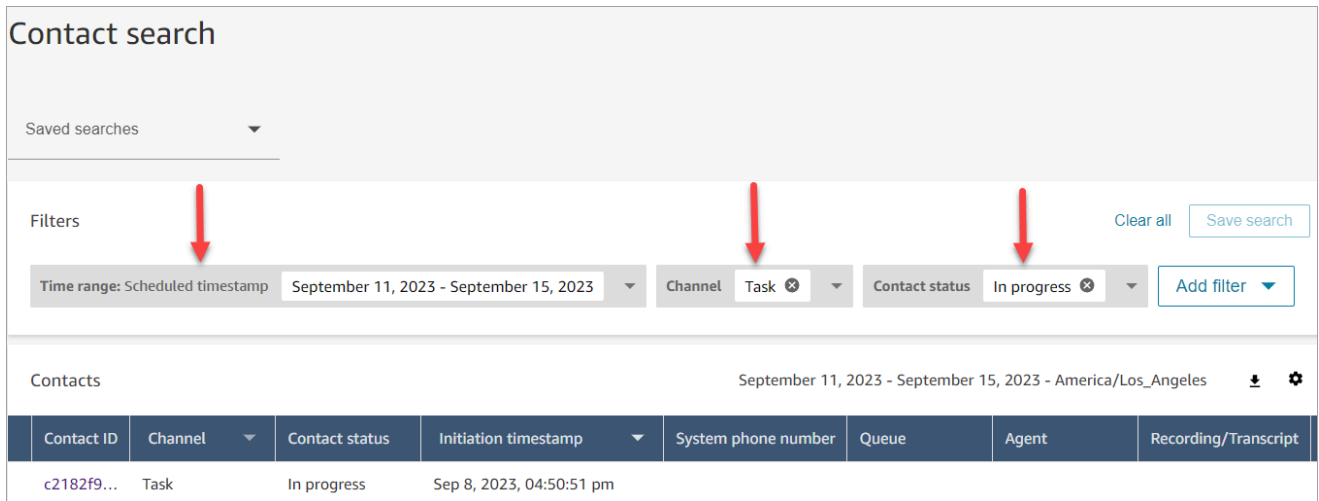 Contact search
Saved searches
Filters
Clear all
Save search
Time range: Scheduled timestamp September 11, 2023 - September 15, 2023 Channel Task Contact status In progress Add filter
Contacts
September 11, 2023 - September 15, 2023 - America/Los_Angeles
Contact ID Channel Contact status Initiation timestamp System phone number Queue Agent Recording/Transcript
c2182f9... Task In progress Sep 8, 2023, 04:50:51 pm